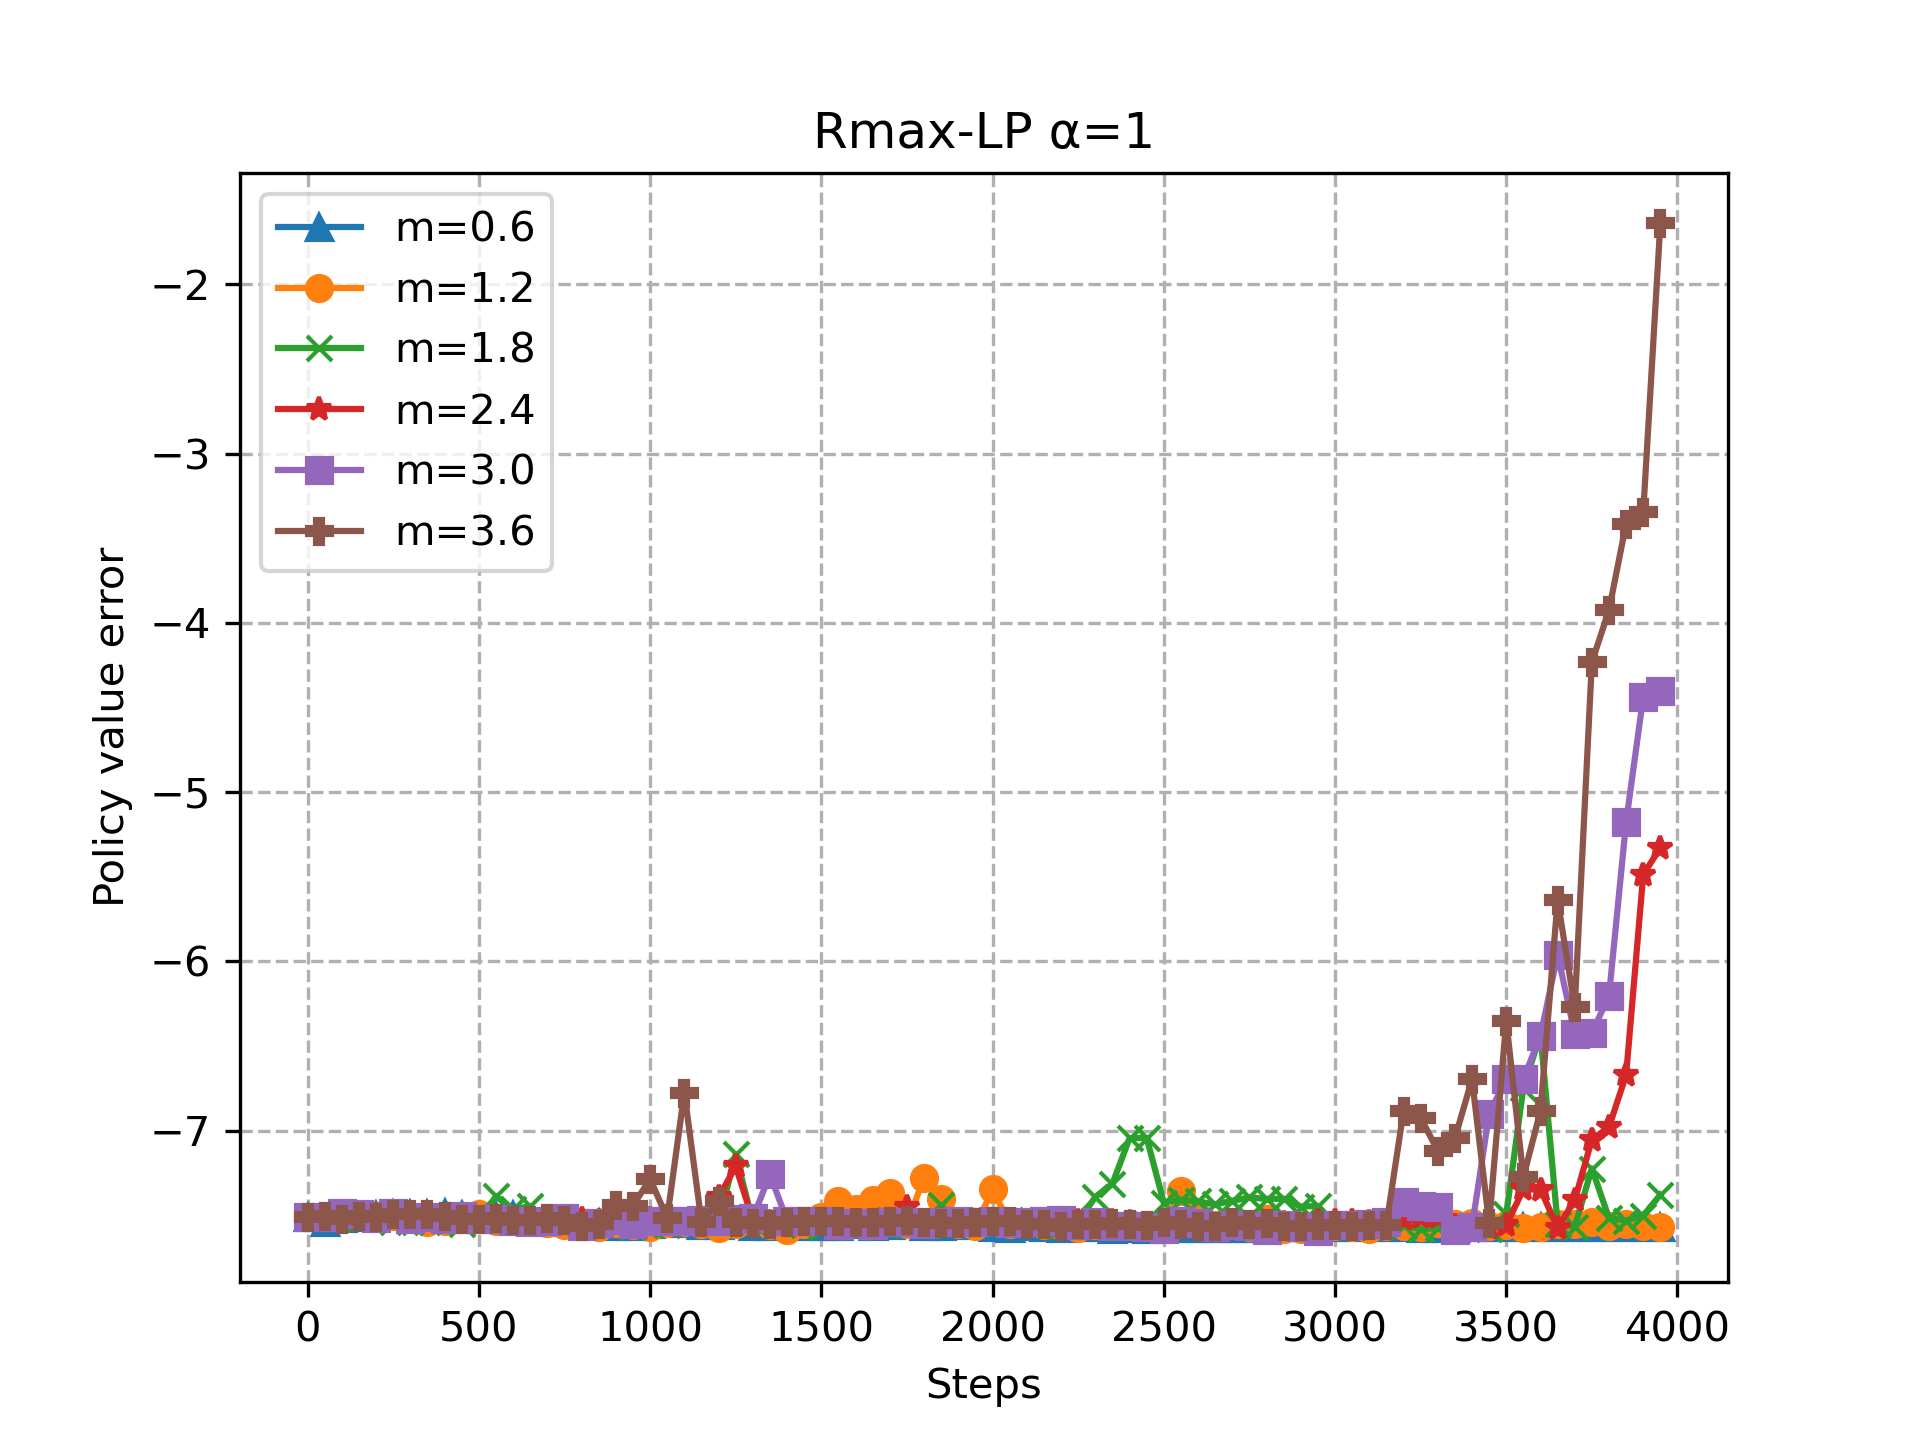 Rmax-LP α=1
m=0.6
m=1.2
m=1.8
m=2.4
m=3.0
m=3.6
−2
−3
−4
−5
−6
−7
Policy value error
0 500 1000 1500 2000 2500 3000 3500 4000
Steps